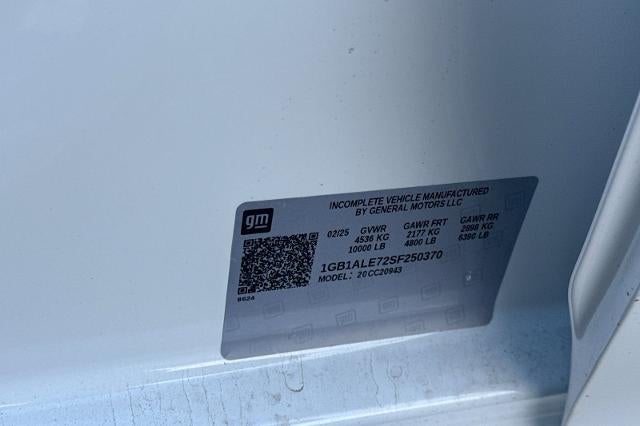 gm
INCOMPLETE VEHICLE MANUFACTURED
BY GENERAL MOTORS LLC
02/25 GVWR GAWR FRT GAWR RR
4536 KG 2177 KG 2898 KG
10000 LB 4800 LB 6390 LB
1GB1ALE72SF250370
MODEL: 20CC20943
8624